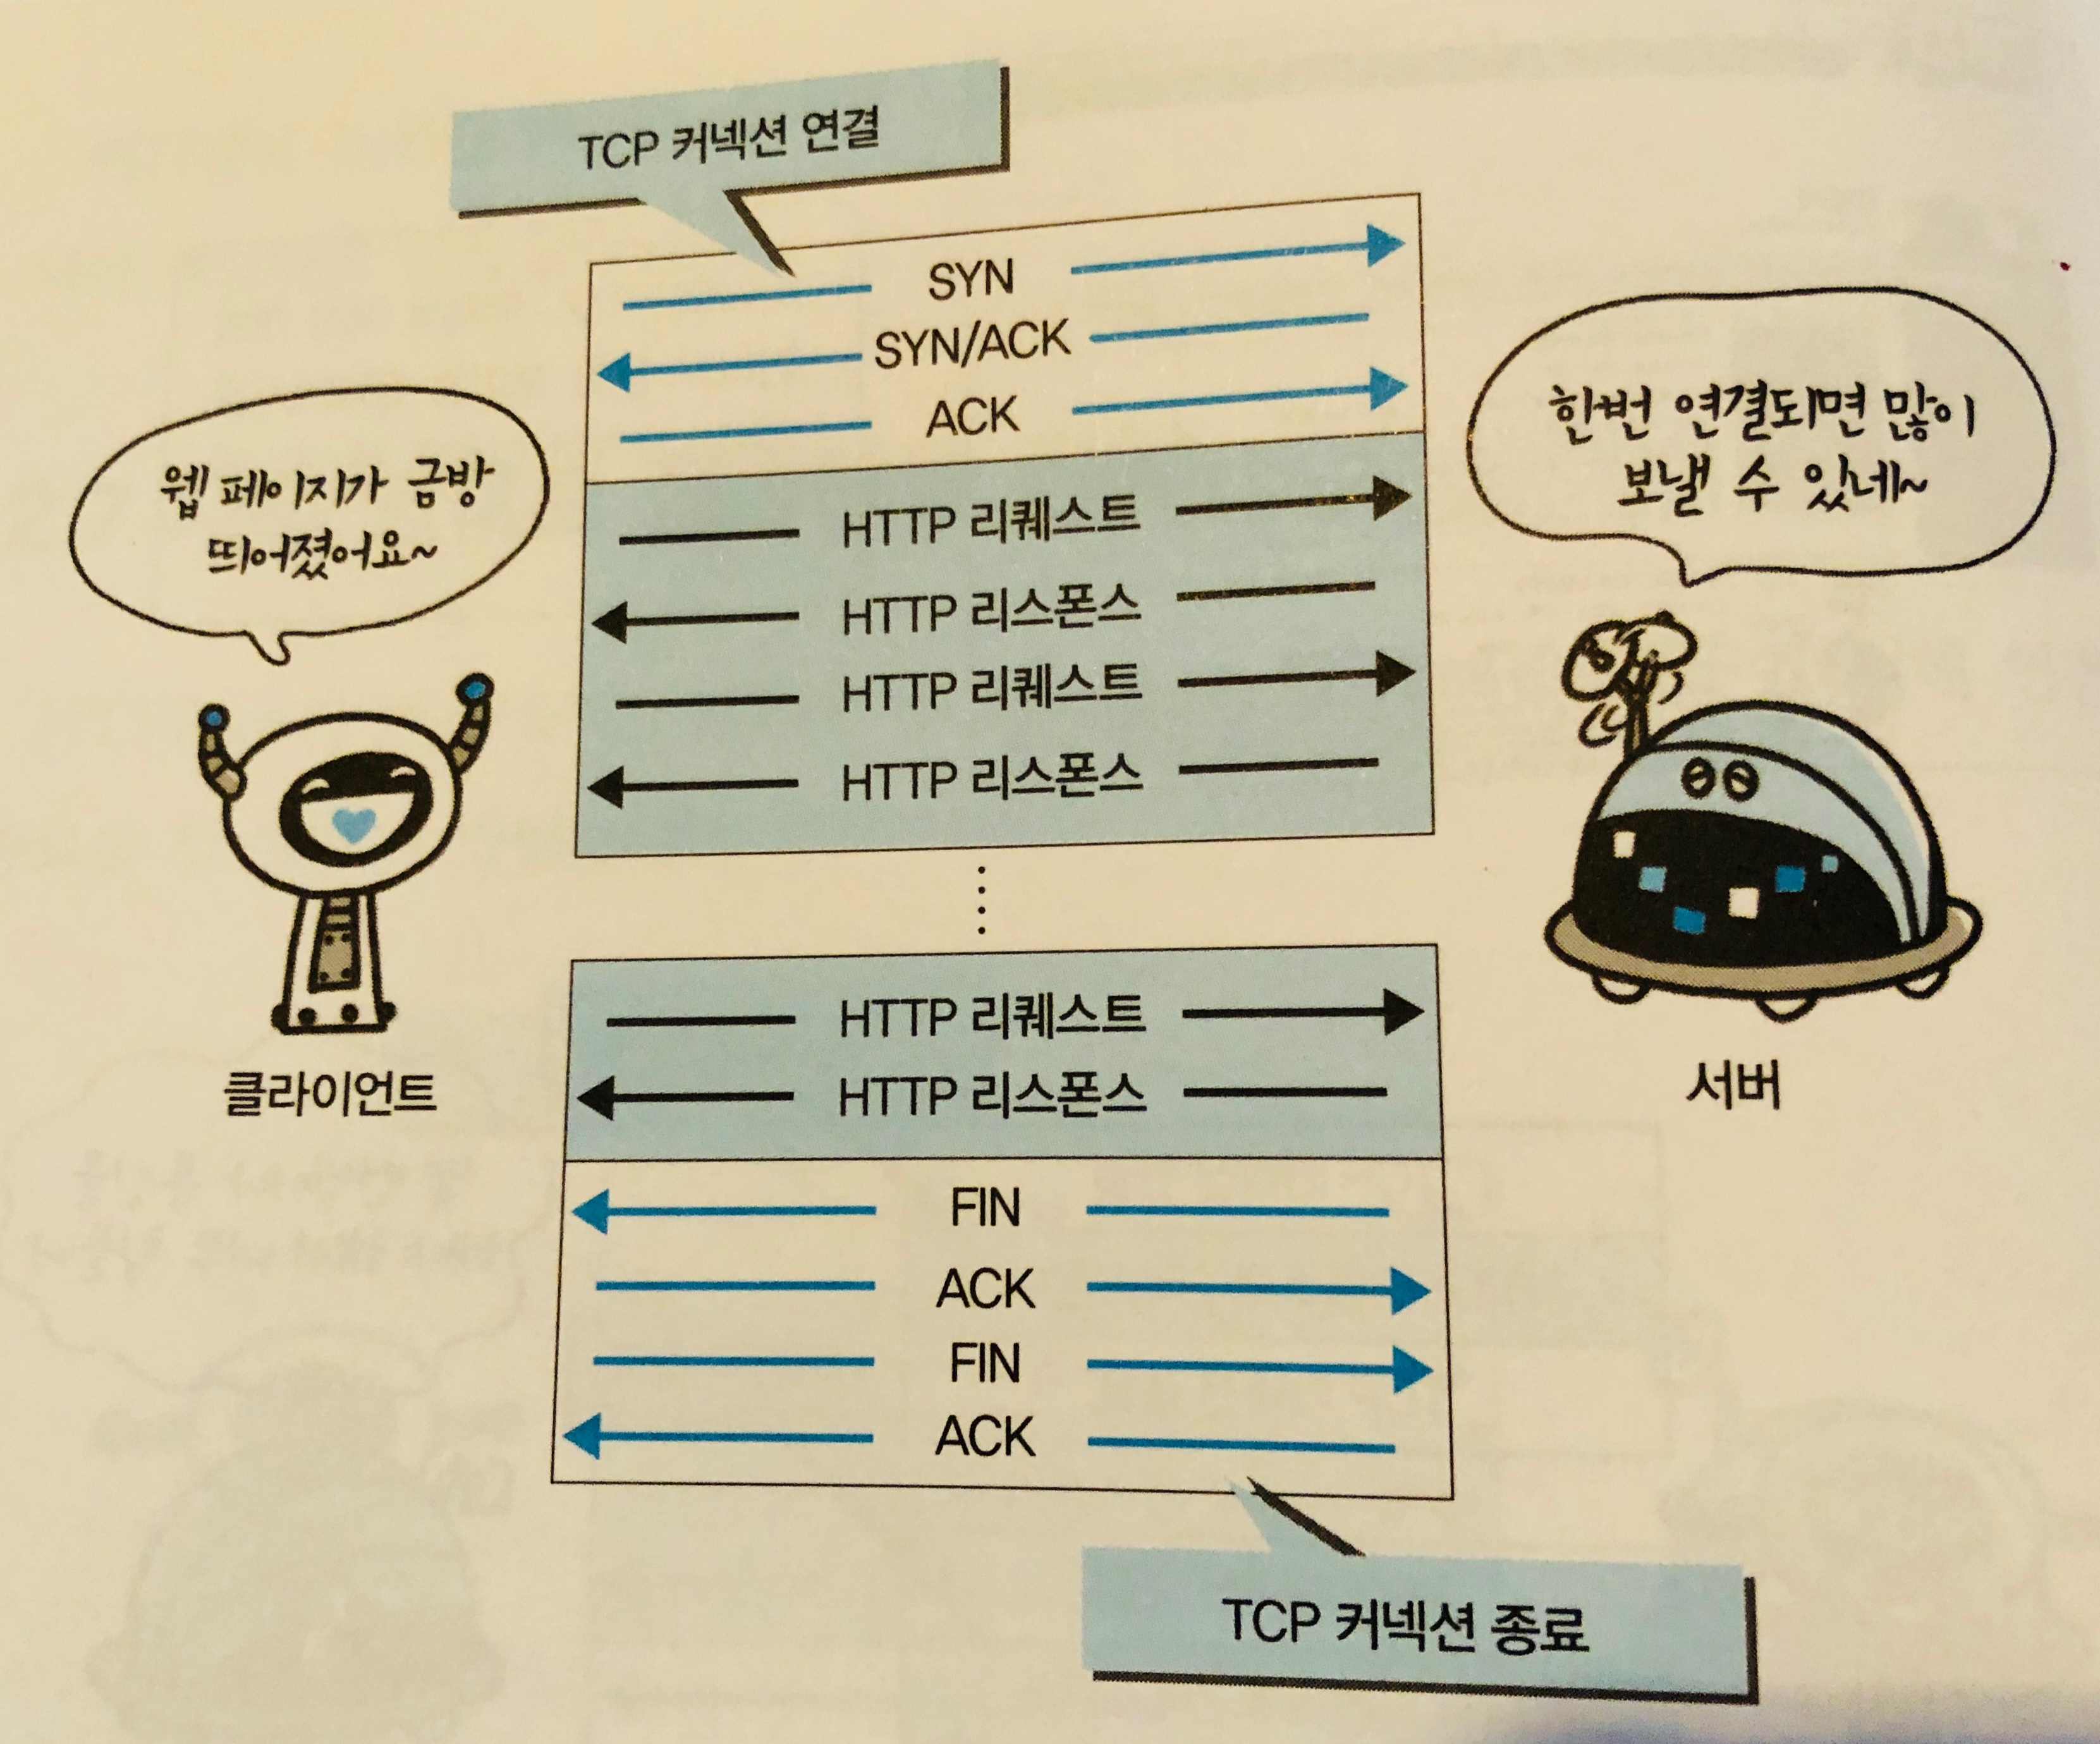 TCP 커넥션 연결
SYN
SYN/ACK
ACK
웹 페이지가 금방
띄어졌어요~
한번 연결되면 많이
보낼 수 있네~
HTTP 리퀘스트
HTTP 리스폰스
HTTP 리퀘스트
HTTP 리스폰스
HTTP 리퀘스트
HTTP 리스폰스
클라이언트
서버
FIN
ACK
FIN
ACK
TCP 커넥션 종료